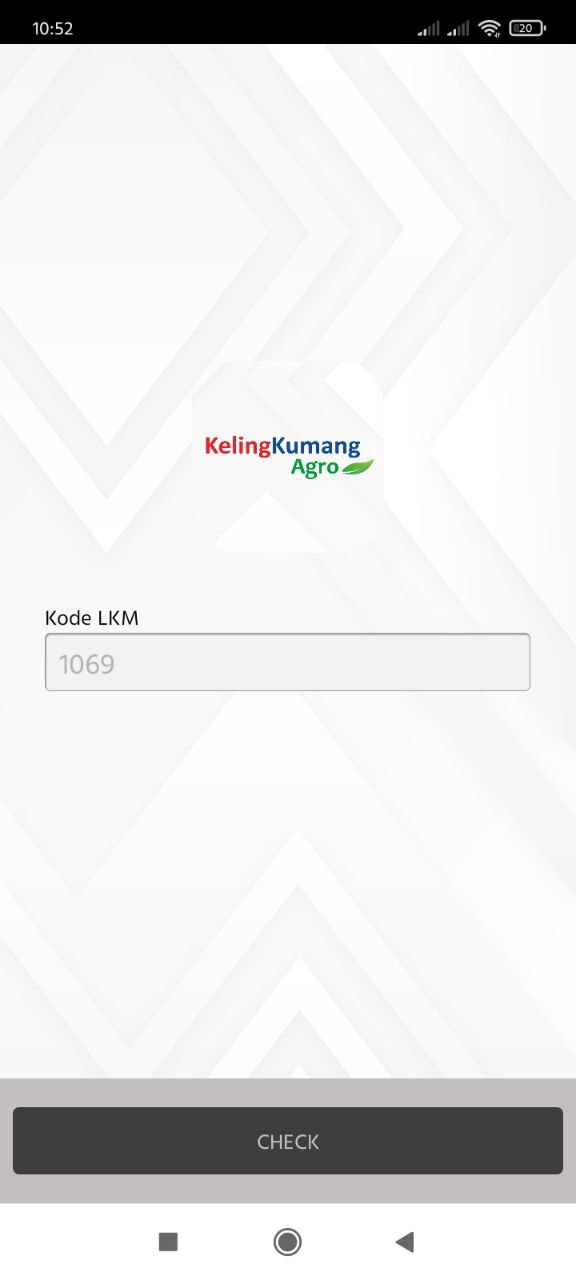 10:52
20
KelingKumang
Agro
Kode LKM
1069
CHECK